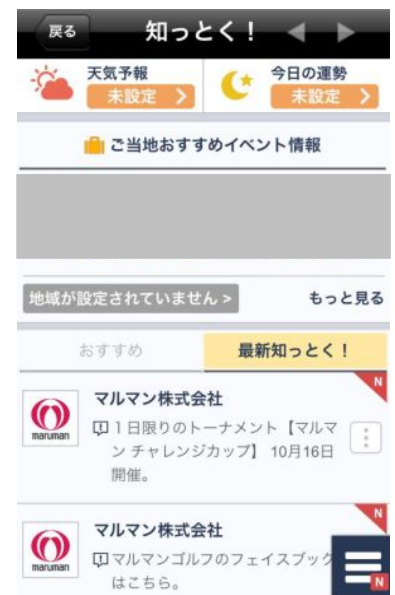 戻る 知っとく!
天気予報 今日の運勢
未設定 > 未設定 >
ご当地おすすめイベント情報
地域が設定されていません > もっと見る
おすすめ 最新知っとく!
N
マルマン株式会社
maruman
1日限りのトーナメント【マルマ
ン チャレンジカップ】 10月16日
開催。
N
マルマン株式会社
maruman
マルマンゴルフのフェイスブック
はこちら。
N